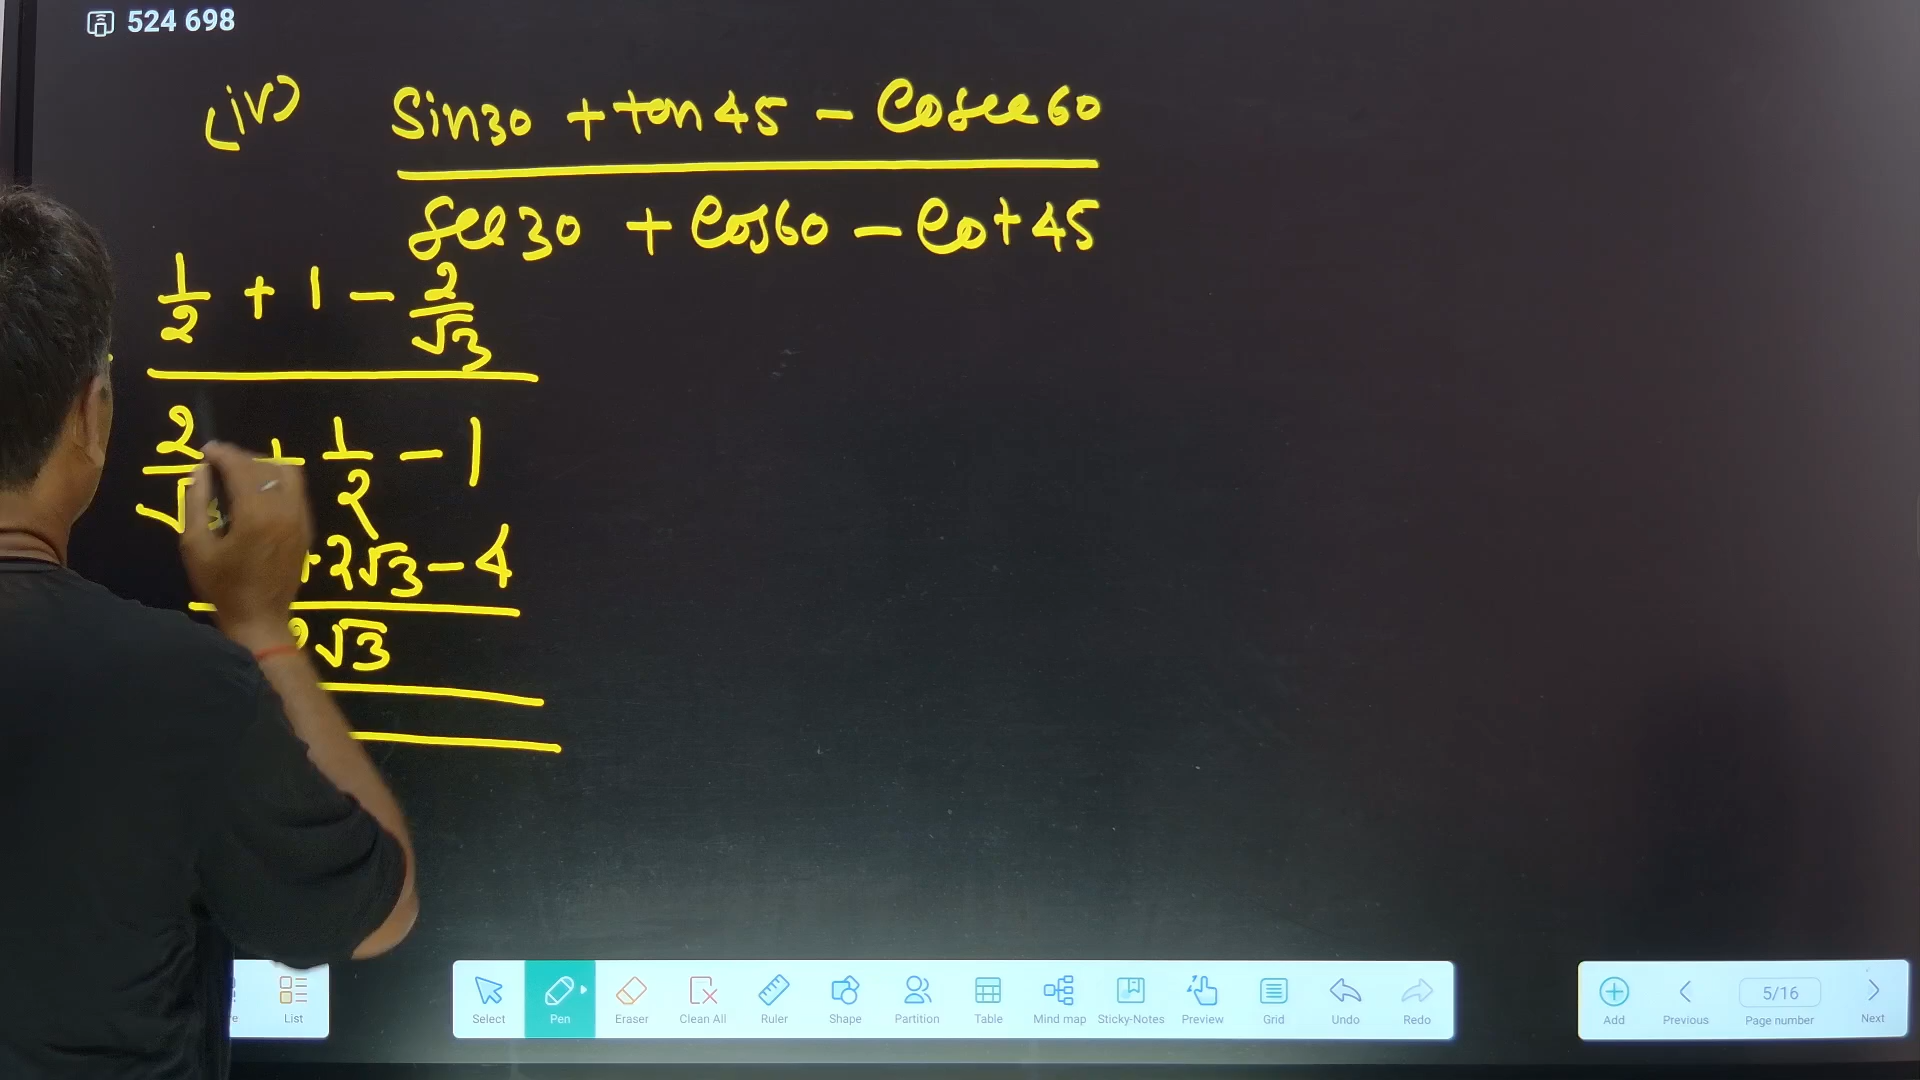 524 698
(iv) Sin30 + tan45 - Cosec60
Sec30 + Cos60 - Cot45
1/2 + 1 - 2/√3
2/√3 + 1/2 - 1
+2√3 - 4
2√3
List Select Pen Eraser Clean All Ruler Shape Partition Table Mind map Sticky-Notes Preview Grid Undo Redo Add Previous 5/16 Page number Next